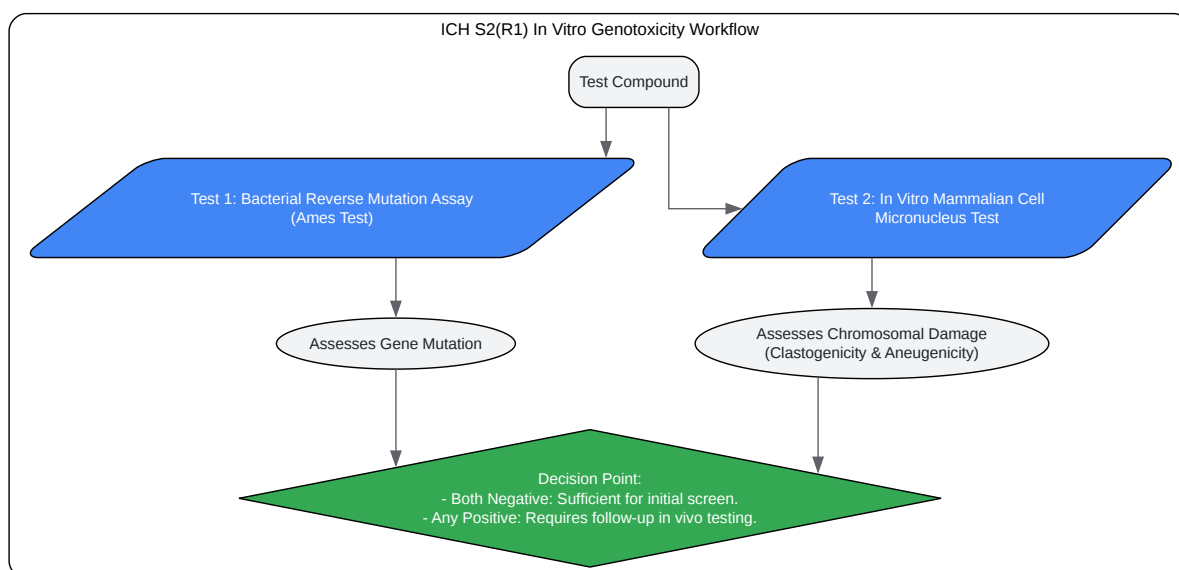 ICH S2(R1) In Vitro Genotoxicity Workflow
Test Compound
Test 1: Bacterial Reverse Mutation Assay
(Ames Test)
Test 2: In Vitro Mammalian Cell
Micronucleus Test
Assesses Gene Mutation
Assesses Chromosomal Damage
(Clastogenicity & Aneugenicity)
Decision Point:
- Both Negative: Sufficient for initial screen.
- Any Positive: Requires follow-up in vivo testing.